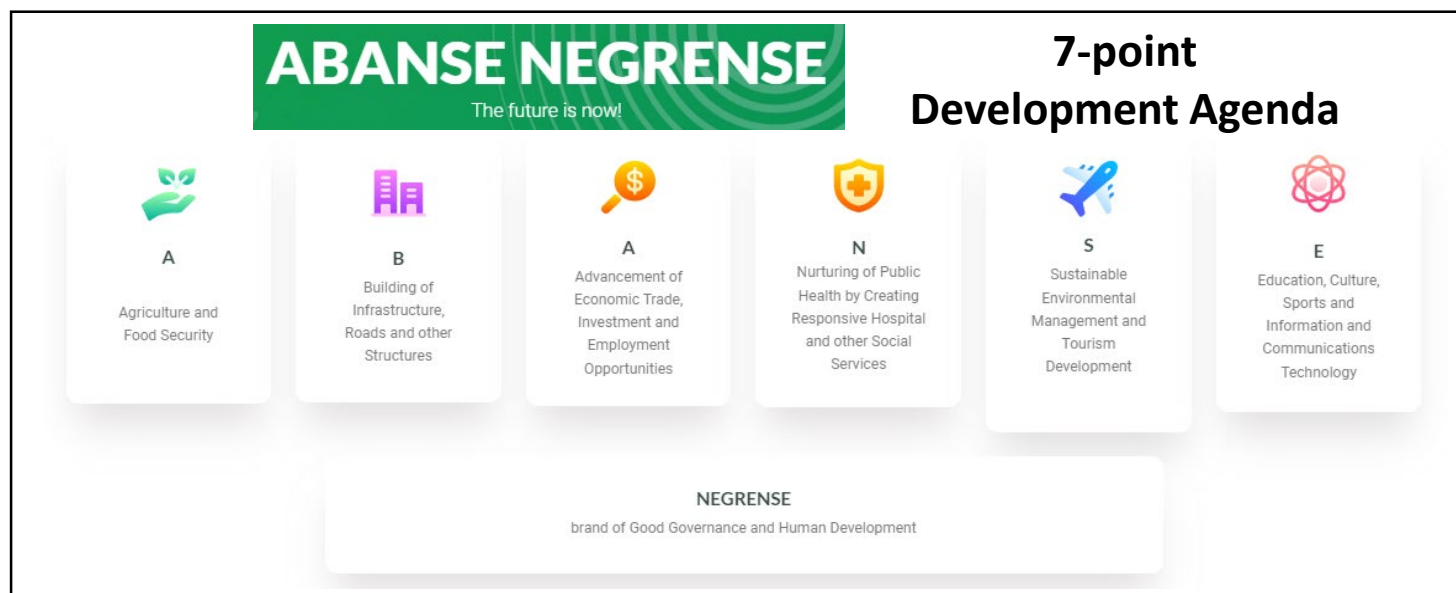 ABANSE NEGRENSE
The future is now!
7-point
Development Agenda
A
Agriculture and
Food Security
B
Building of
Infrastructure,
Roads and other
Structures
A
Advancement of
Economic Trade,
Investment and
Employment
Opportunities
N
Nurturing of Public
Health by Creating
Responsive Hospital
and other Social
Services
S
Sustainable
Environmental
Management and
Tourism
Development
E
Education, Culture,
Sports and
Information and
Communications
Technology
NEGRENSE
brand of Good Governance and Human Development